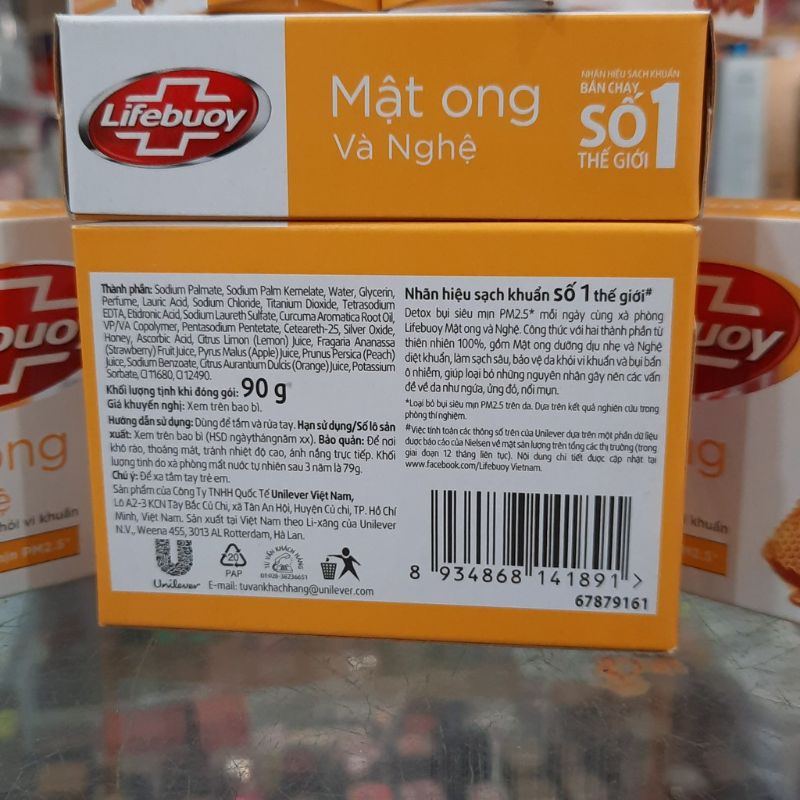 Lifebuoy
Mật ong
Và Nghệ
NHÃN HIỆU SẠCH KHUẨN
BÁN CHẠY
SỐ 1
THẾ GIỚI
Thành phần: Sodium Palmate, Sodium Palm Kernelate, Water, Glycerin,
Perfume, Lauric Acid, Sodium Chloride, Titanium Dioxide, Tetrasodium
EDTA, Etidronic Acid, Sodium Laureth Sulfate, Curcuma Aromatica Root Oil,
VP/VA Copolymer, Pentasodium Pentetate, Ceteareth-25, Silver Oxide,
Honey, Ascorbic Acid, Citrus Limon (Lemon) Juice, Fragaria Ananassa
(Strawberry) Fruit Juice, Pyrus Malus (Apple) Juice, Prunus Persica (Peach)
Juice, Sodium Benzoate, Citrus Aurantium Dulcis (Orange) Juice, Potassium
Sorbate, CI 11680, CI 12490.
Khối lượng tịnh khi đóng gói: 90 g
Giá khuyến nghị: Xem trên bao bì.
Hướng dẫn sử dụng: Dùng để tắm và rửa tay. Hạn sử dụng/Số lô sản
xuất: Xem trên bao bì (HSD ngàythángnăm xx). Bảo quản: Để nơi
khô ráo, thoáng mát, tránh nhiệt độ cao, ánh nắng trực tiếp. Khối
lượng tịnh do xà phòng mất nước tự nhiên sau 3 năm là 79g.
Chú ý: Để xa tầm tay trẻ em.
Sản phẩm của Công Ty TNHH Quốc Tế Unilever Việt Nam,
Lô A2-3 KCN Tây Bắc Củ Chi, xã Tân An Hội, Huyện Củ chi, TP. Hồ Chí
Minh, Việt Nam. Sản xuất tại Việt Nam theo Li-xăng của Unilever
N.V., Weena 455, 3013 AL Rotterdam, Hà Lan.
Unilever
20
PAP
TƯ VẤN KHÁCH HÀNG
E-mail: tuvankhachhang@unilever.com
Nhãn hiệu sạch khuẩn SỐ 1 thế giới#
Detox bụi siêu mịn PM2.5* mỗi ngày cùng xà phòng
Lifebuoy Mật ong và Nghệ. Công thức với hai thành phần từ
thiên nhiên 100%, gồm Mật ong dưỡng dịu nhẹ và Nghệ
diệt khuẩn, làm sạch sâu, bảo vệ da khỏi vi khuẩn và bụi bẩn
ô nhiễm, giúp loại bỏ những nguyên nhân gây nên các vấn
đề về da như ngứa, ửng đỏ, nổi mụn.
*Loại bỏ bụi siêu mịn PM2.5 trên da. Dựa trên kết quả nghiên cứu trong
phòng thí nghiệm.
#Việc tính toán các thông số trên của Unilever dựa trên một phần dữ liệu
được báo cáo của Nielsen về mặt sản lượng trên tổng các thị trường (trong
giai đoạn 12 tháng liên tục). Nội dung chi tiết được cập nhật tại
www.facebook.com/Lifebuoy Vietnam.
8 934868 141891 >
67879161
buoy
ong
hệ
khỏi vi khuẩn
mịn PM2.5*
Lifebuoy